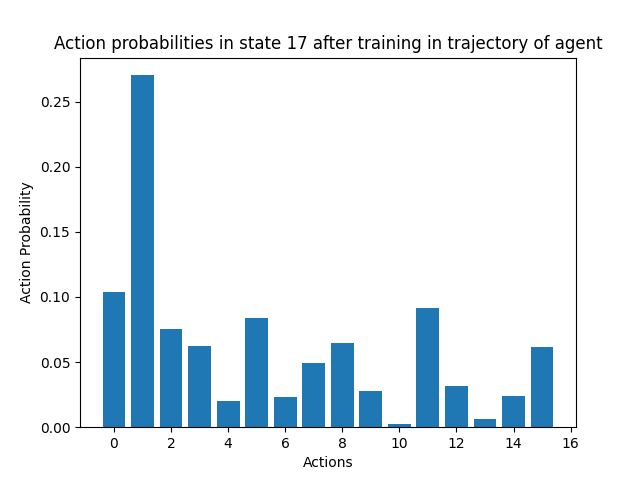 Action probabilities in state 17 after training in trajectory of agent
0.25
0.20
0.15
0.10
0.05
0.00
Action Probability
0 2 4 6 8 10 12 14 16
Actions